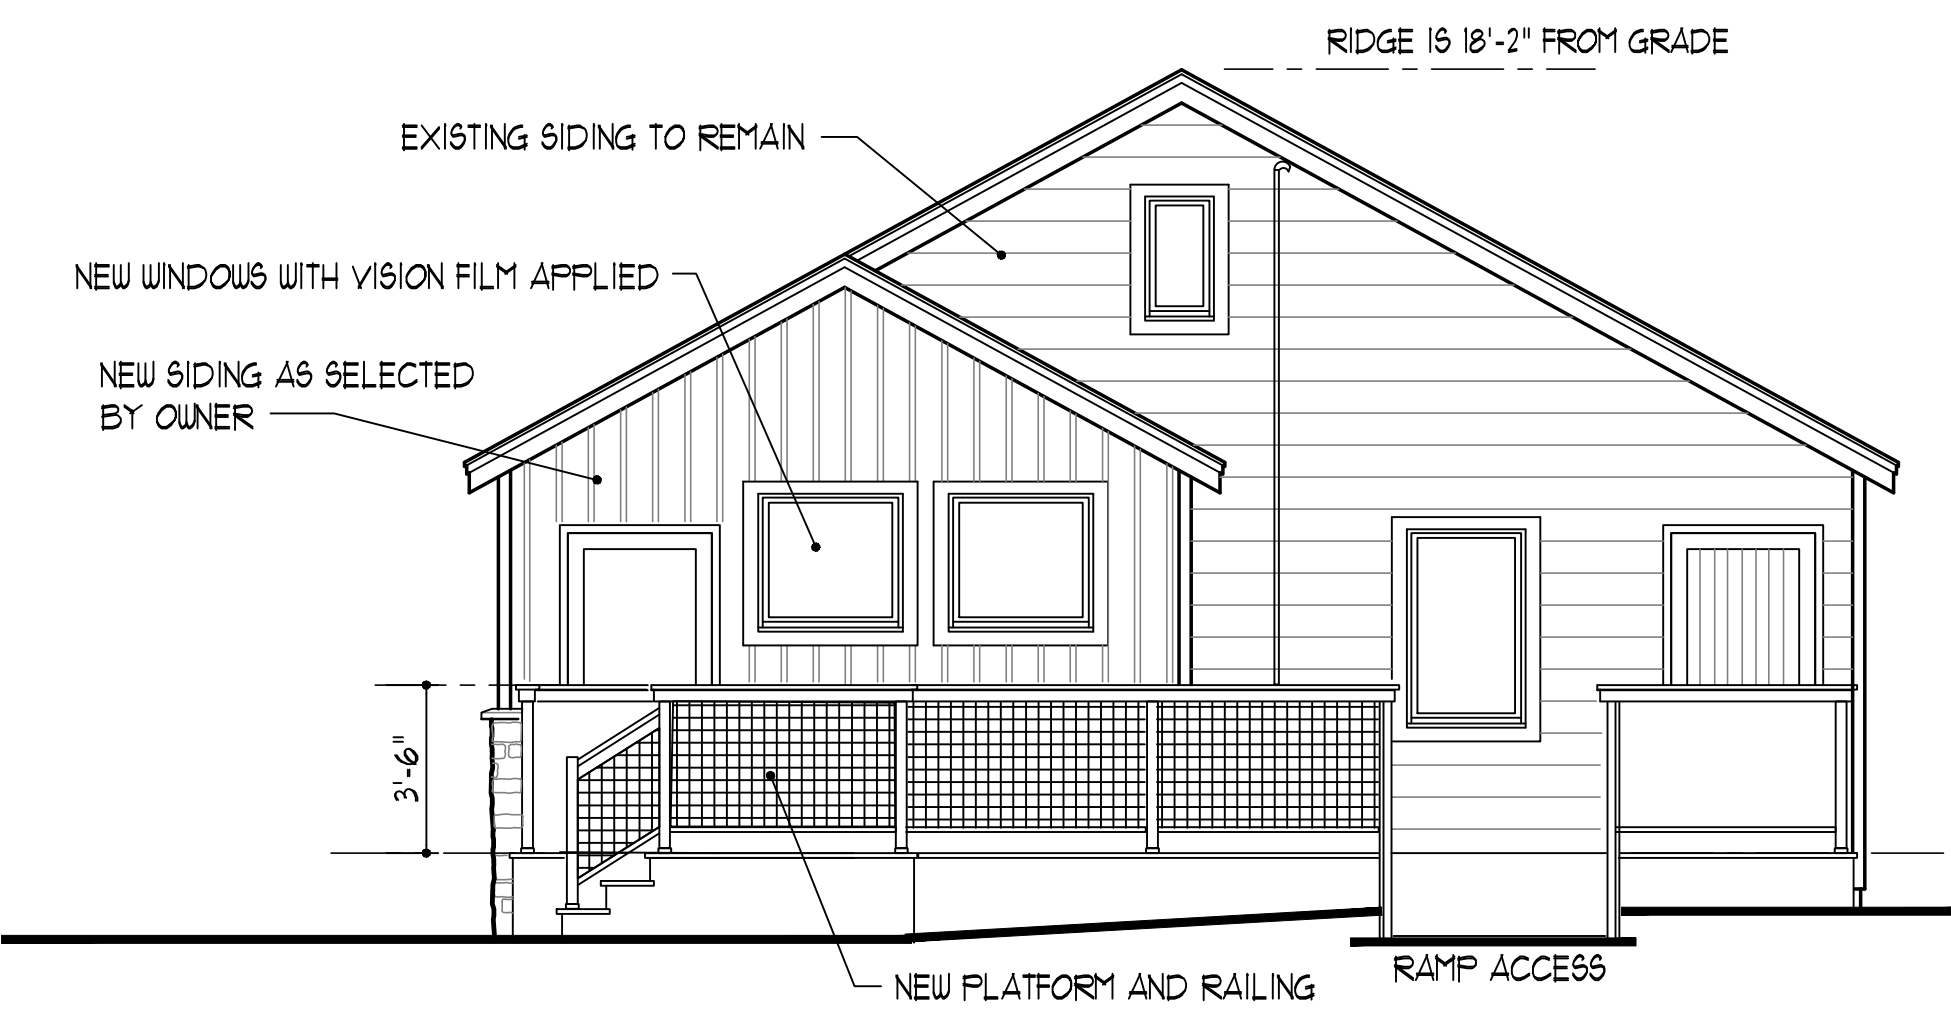 RIDGE IS 18'-2" FROM GRADE
EXISTING SIDING TO REMAIN
NEW WINDOWS WITH VISION FILM APPLIED
NEW SIDING AS SELECTED
BY OWNER
3'-6"
RAMP ACCESS
NEW PLATFORM AND RAILING